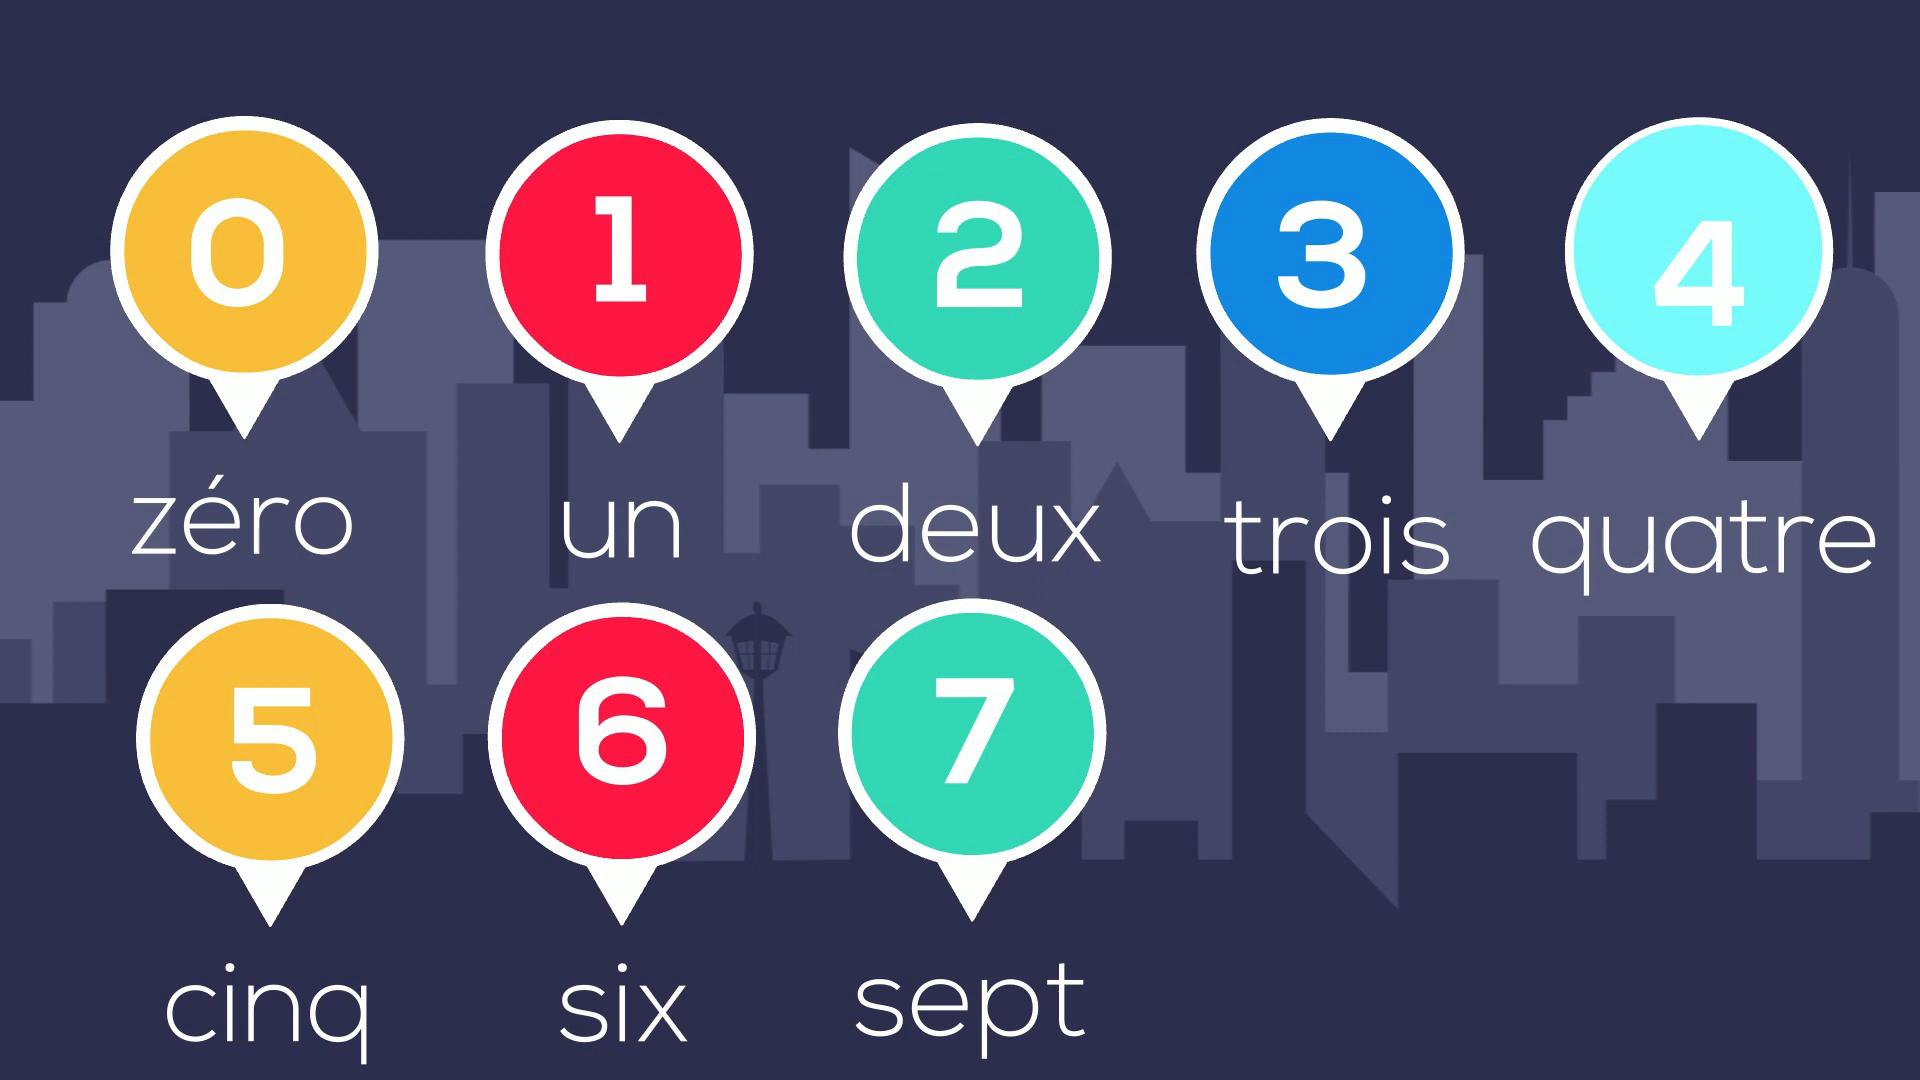 0 1 2 3 4
zéro un deux trois quatre
5 6 7
cinq six sept